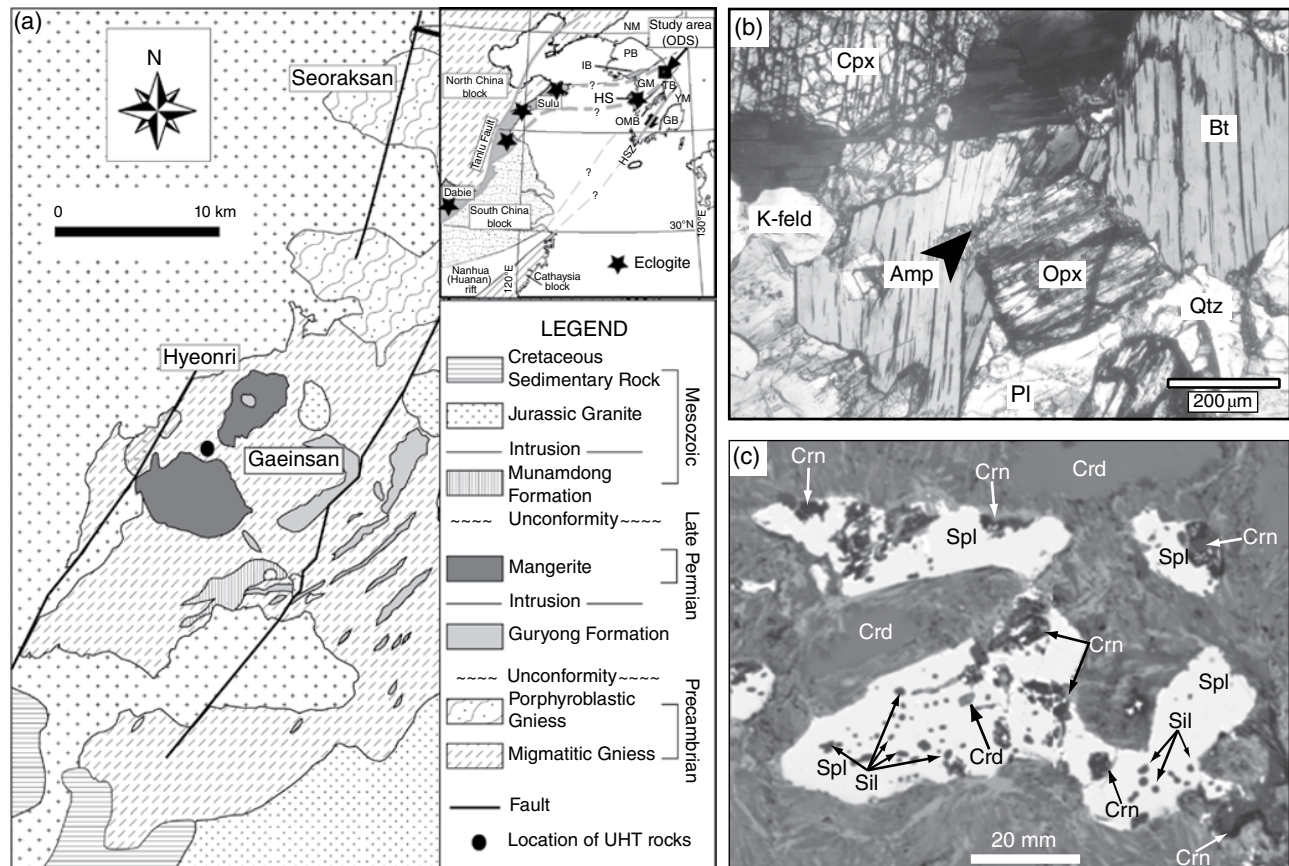 (a)
N
Seoraksan
0 10 km
Hyeonri
Gaeinsan
Study area
(ODS)
NM
PB
IB
North China
block
GM
TB
Sulu
HS
YM
OMB
GB
Tanlu Fault
HSZ
?
?
?
?
Dabie
South China
block
30°N
130°E
Nanhua
(Huanan)
rift
120°E
Cathaysia
block
Eclogite
LEGEND
Cretaceous
Sedimentary Rock
Jurassic Granite
Intrusion
Munamdong
Formation
Mesozoic
Unconformity
Mangerite
Late Permian
Intrusion
Guryong Formation
Unconformity
Porphyroblastic
Gniess
Migmatitic Gniess
Precambrian
Fault
Location of UHT rocks
(b)
Cpx
Bt
K-feld
Amp
Opx
Qtz
Pl
200 µm
(c)
Crn
Crn
Crd
Spl
Spl
Crn
Crd
Crn
Spl
Sil
Spl
Sil
Crd
Crn
20 mm
Crn